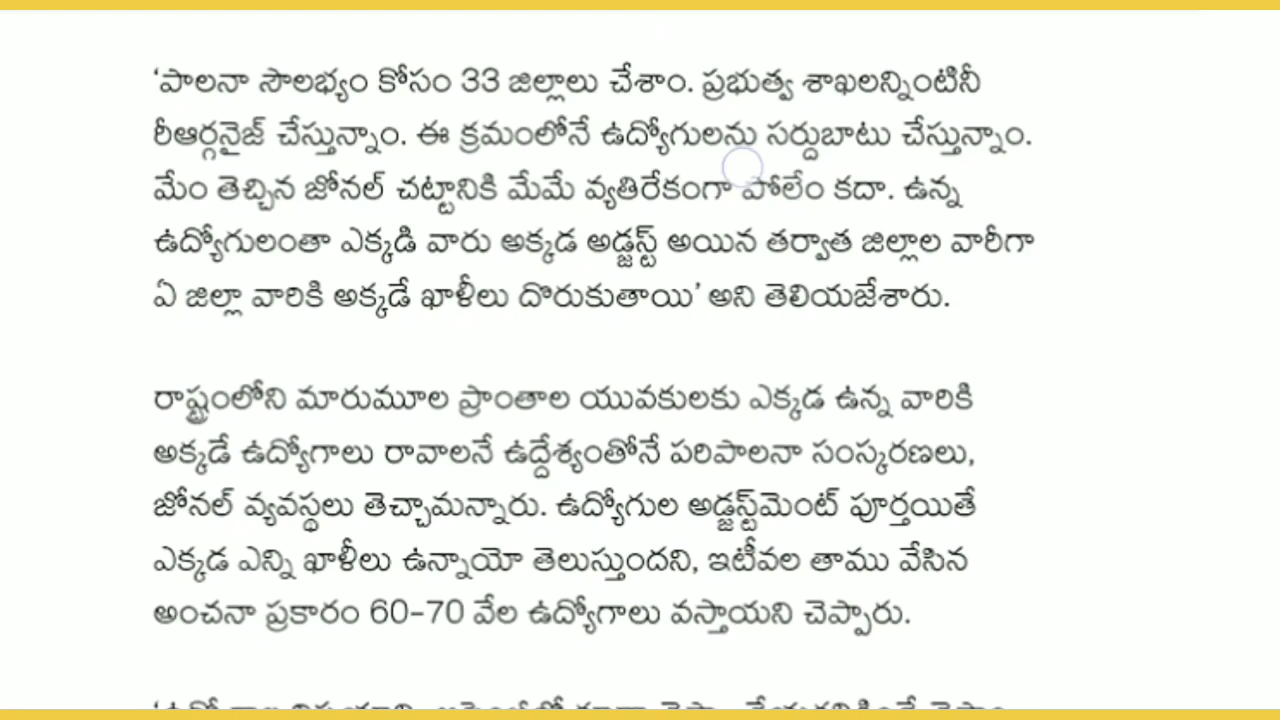 ‘పాలనా సౌలభ్యం కోసం 33 జిల్లాలు చేశాం. ప్రభుత్వ శాఖలన్నింటినీ
రీఆర్గనైజ్ చేస్తున్నాం. ఈ క్రమంలోనే ఉద్యోగులను సర్దుబాటు చేస్తున్నాం.
మేం తెచ్చిన జోనల్ చట్టానికి మేమే వ్యతిరేకంగా పోలేం కదా. ఉన్న
ఉద్యోగులంతా ఎక్కడి వారు అక్కడ అడ్జస్ట్ అయిన తర్వాత జిల్లాల వారీగా
ఏ జిల్లా వారికి అక్కడే ఖాళీలు దొరుకుతాయి’ అని తెలియజేశారు.
రాష్ట్రంలోని మారుమూల ప్రాంతాల యువకులకు ఎక్కడ ఉన్న వారికి
అక్కడే ఉద్యోగాలు రావాలనే ఉద్దేశ్యంతోనే పరిపాలనా సంస్కరణలు,
జోనల్ వ్యవస్థలు తెచ్చామన్నారు. ఉద్యోగుల అడ్జస్ట్‌మెంట్ పూర్తయితే
ఎక్కడ ఎన్ని ఖాళీలు ఉన్నాయో తెలుస్తుందని, ఇటీవల తాము వేసిన
అంచనా ప్రకారం 60-70 వేల ఉద్యోగాలు వస్తాయని చెప్పారు.